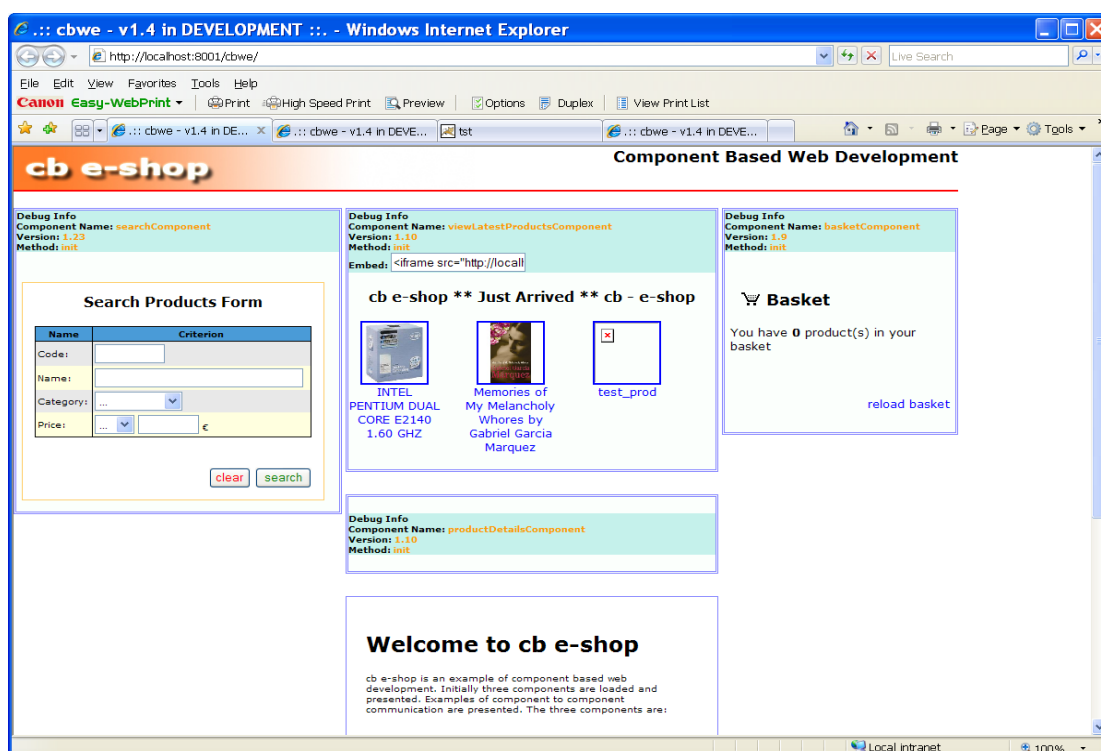 .:: cbwe - v1.4 in DEVELOPMENT ::. - Windows Internet Explorer
http://localhost:8001/cbwe/
Live Search
File Edit View Favorites Tools Help
Canon Easy-WebPrint Print High Speed Print Preview Options Duplex View Print List
.:: cbwe - v1.4 in DE... .:: cbwe - v1.4 in DEVE... tst .:: cbwe - v1.4 in DEVE... Page Tools
cb e-shop
Component Based Web Development
Debug Info
Component Name: searchComponent
Version: 1.23
Method: init
Search Products Form
Name Criterion
Code:
Name:
Category: ...
Price: ... €
clear search
Debug Info
Component Name: viewLatestProductsComponent
Version: 1.10
Method: init
Embed: <iframe src="http://locall
cb e-shop ** Just Arrived ** cb - e-shop
INTEL
PENTIUM DUAL
CORE E2140
1.60 GHZ
Memories of
My Melancholy
Whores by
Gabriel Garcia
Marquez
test_prod
Debug Info
Component Name: productDetailsComponent
Version: 1.10
Method: init
Welcome to cb e-shop
cb e-shop is an example of component based web
development. Initially three components are loaded and
presented. Examples of component to component
communication are presented. The three components are:
Debug Info
Component Name: basketComponent
Version: 1.9
Method: init
Basket
You have 0 product(s) in your
basket
reload basket
Local intranet 100%